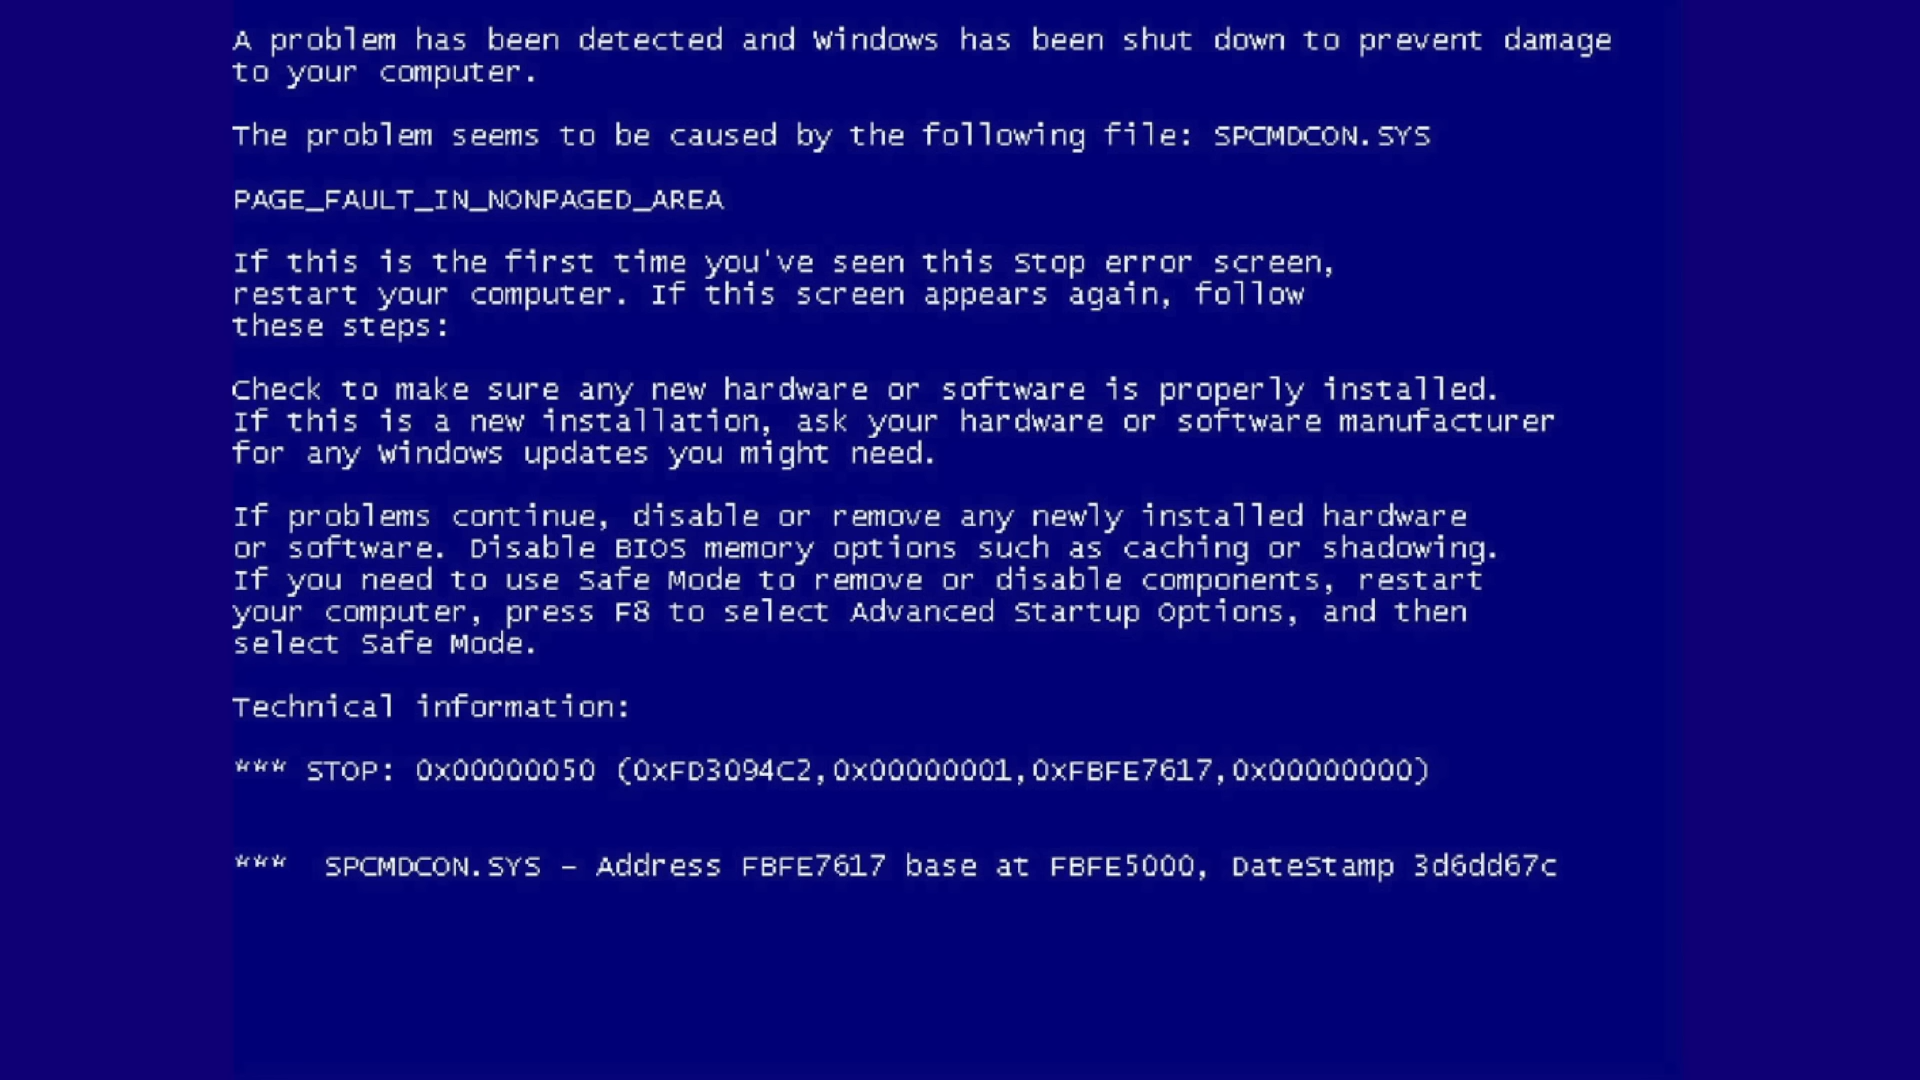 A problem has been detected and Windows has been shut down to prevent damage
to your computer.
The problem seems to be caused by the following file: SPCMDCON.SYS
PAGE_FAULT_IN_NONPAGED_AREA
If this is the first time you've seen this Stop error screen,
restart your computer. If this screen appears again, follow
these steps:
Check to make sure any new hardware or software is properly installed.
If this is a new installation, ask your hardware or software manufacturer
for any Windows updates you might need.
If problems continue, disable or remove any newly installed hardware
or software. Disable BIOS memory options such as caching or shadowing.
If you need to use Safe Mode to remove or disable components, restart
your computer, press F8 to select Advanced Startup Options, and then
select Safe Mode.
Technical information:
*** STOP: 0x00000050 (0xFD3094C2,0x00000001,0xFBFE7617,0x00000000)
*** SPCMDCON.SYS - Address FBFE7617 base at FBFE5000, DateStamp 3d6dd67c